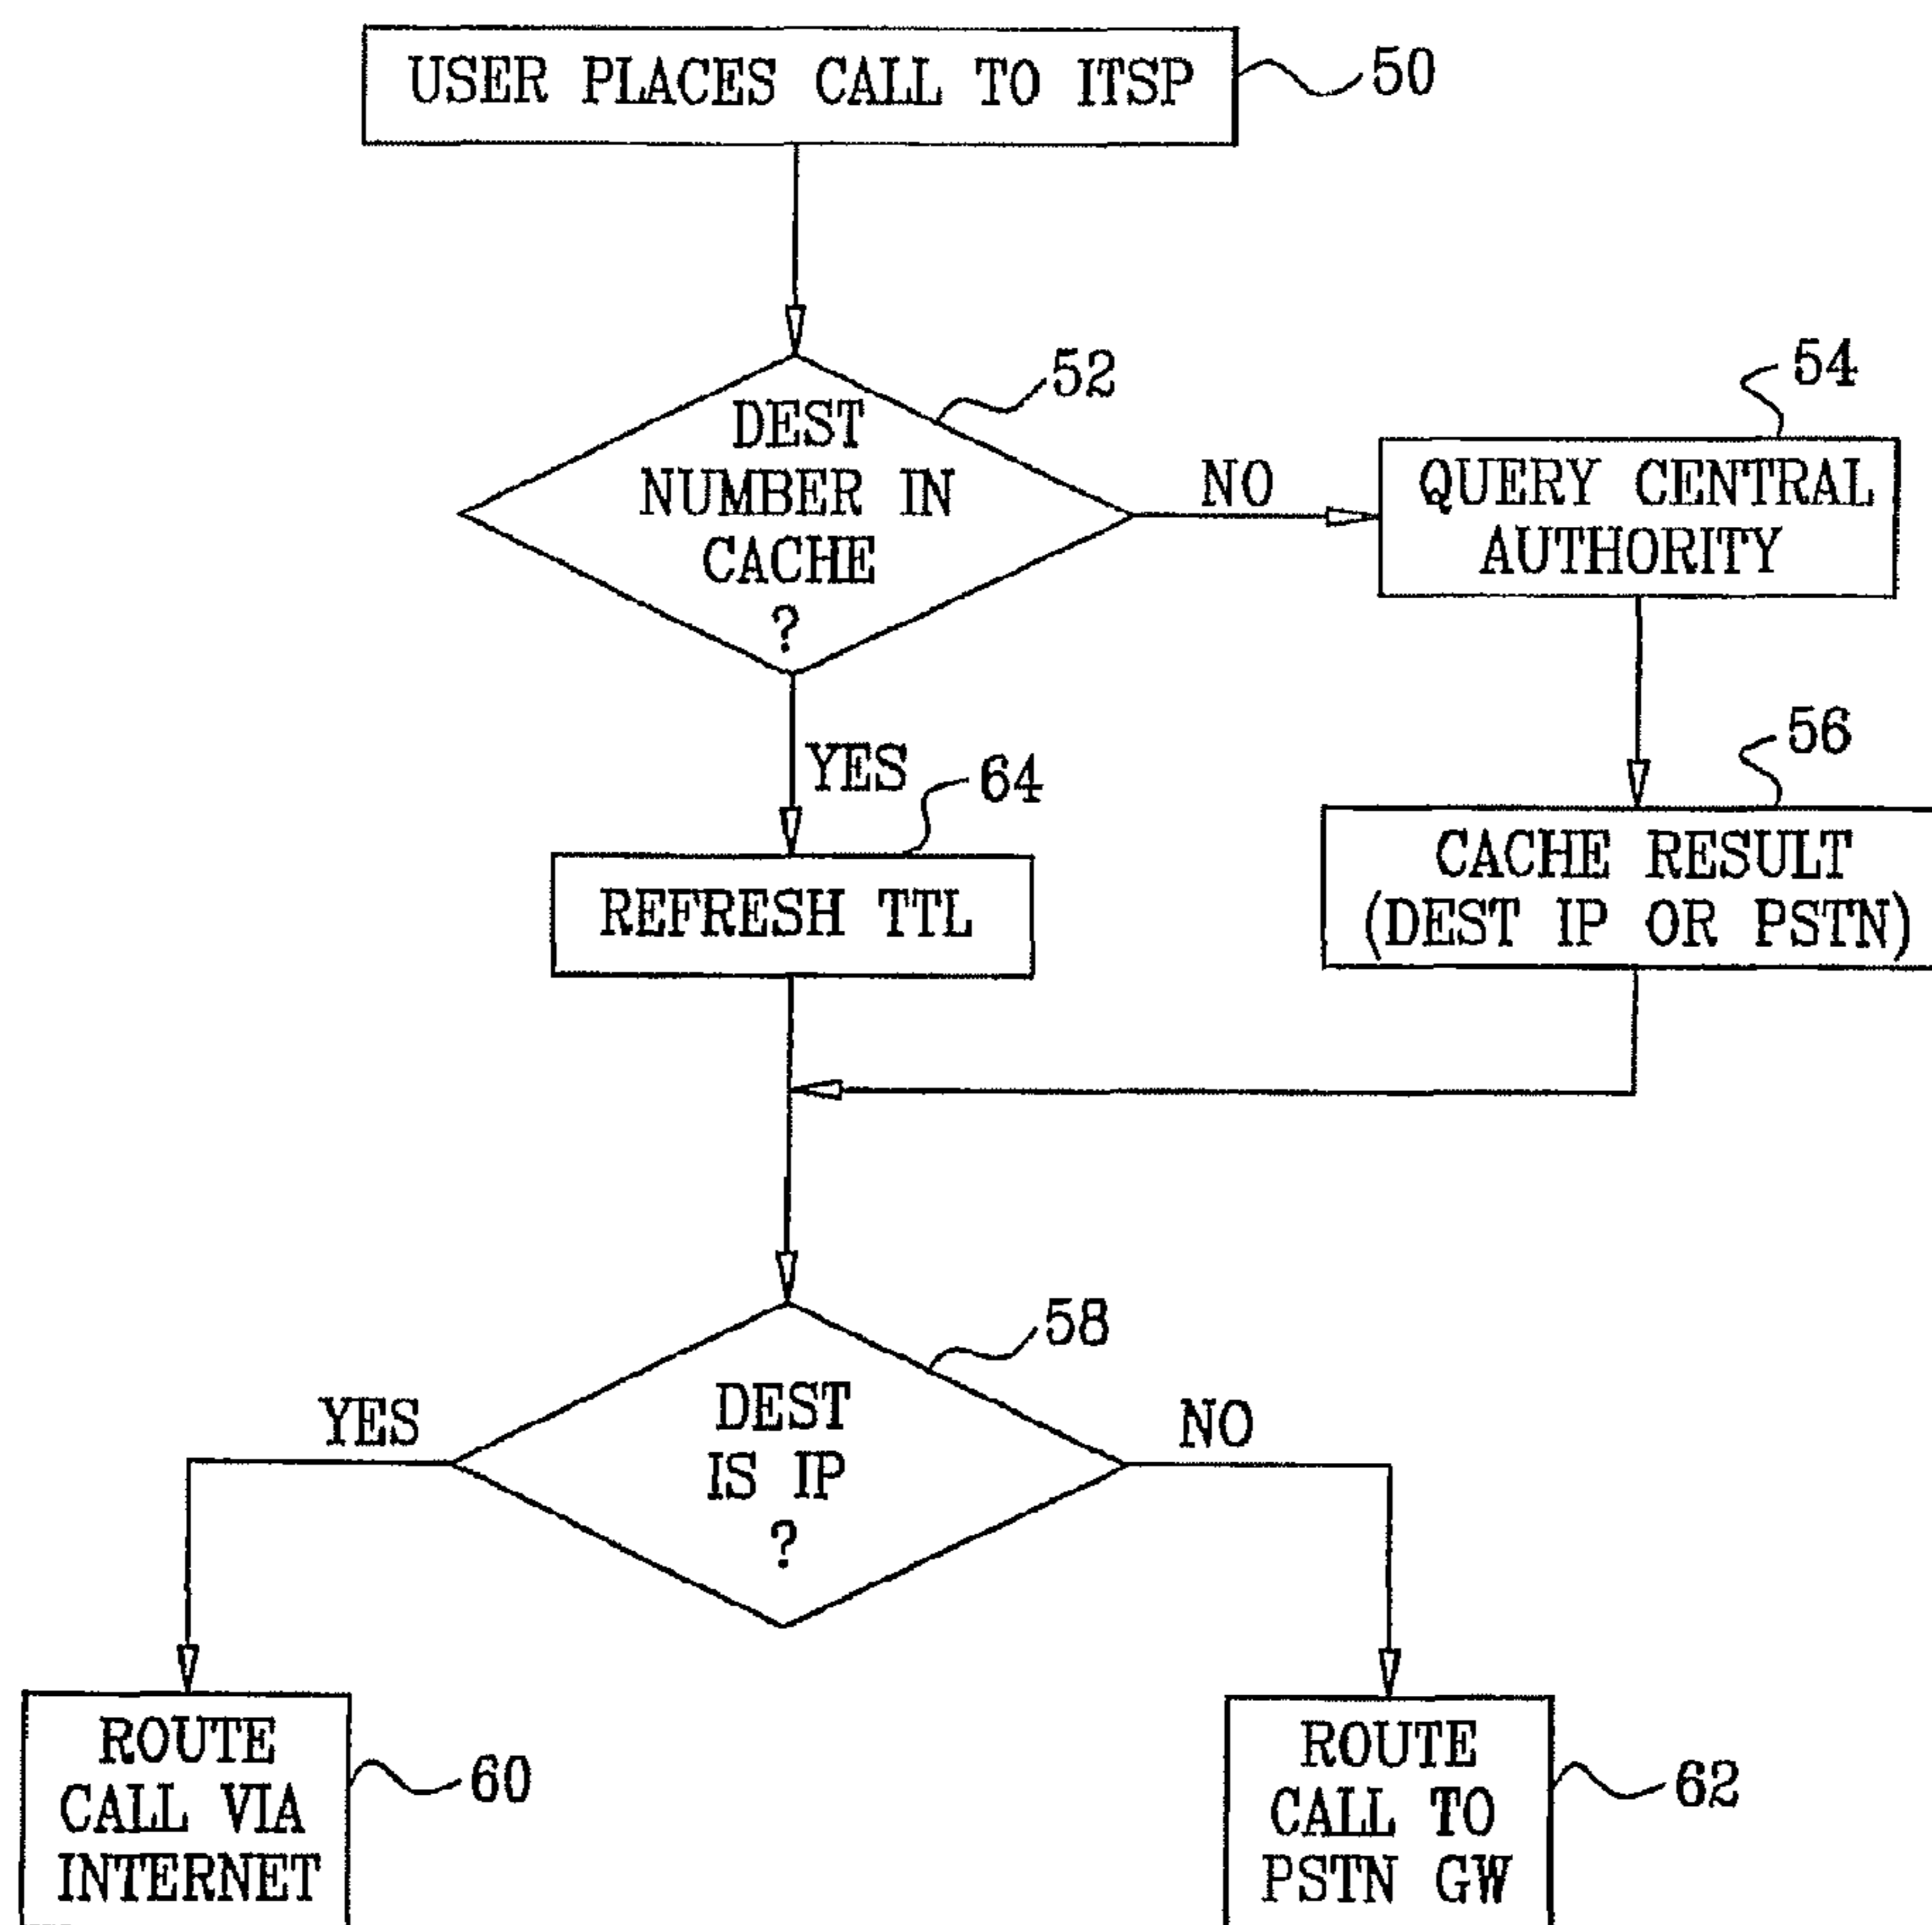 USER PLACES CALL TO ITSP
50
DEST
NUMBER IN
CACHE
?
52
NO
54
QUERY CENTRAL
AUTHORITY
YES
64
REFRESH TTL
56
CACHE RESULT
(DEST IP OR PSTN)
58
DEST
IS IP
?
YES
NO
ROUTE
CALL VIA
INTERNET
60
ROUTE
CALL TO
PSTN GW
62